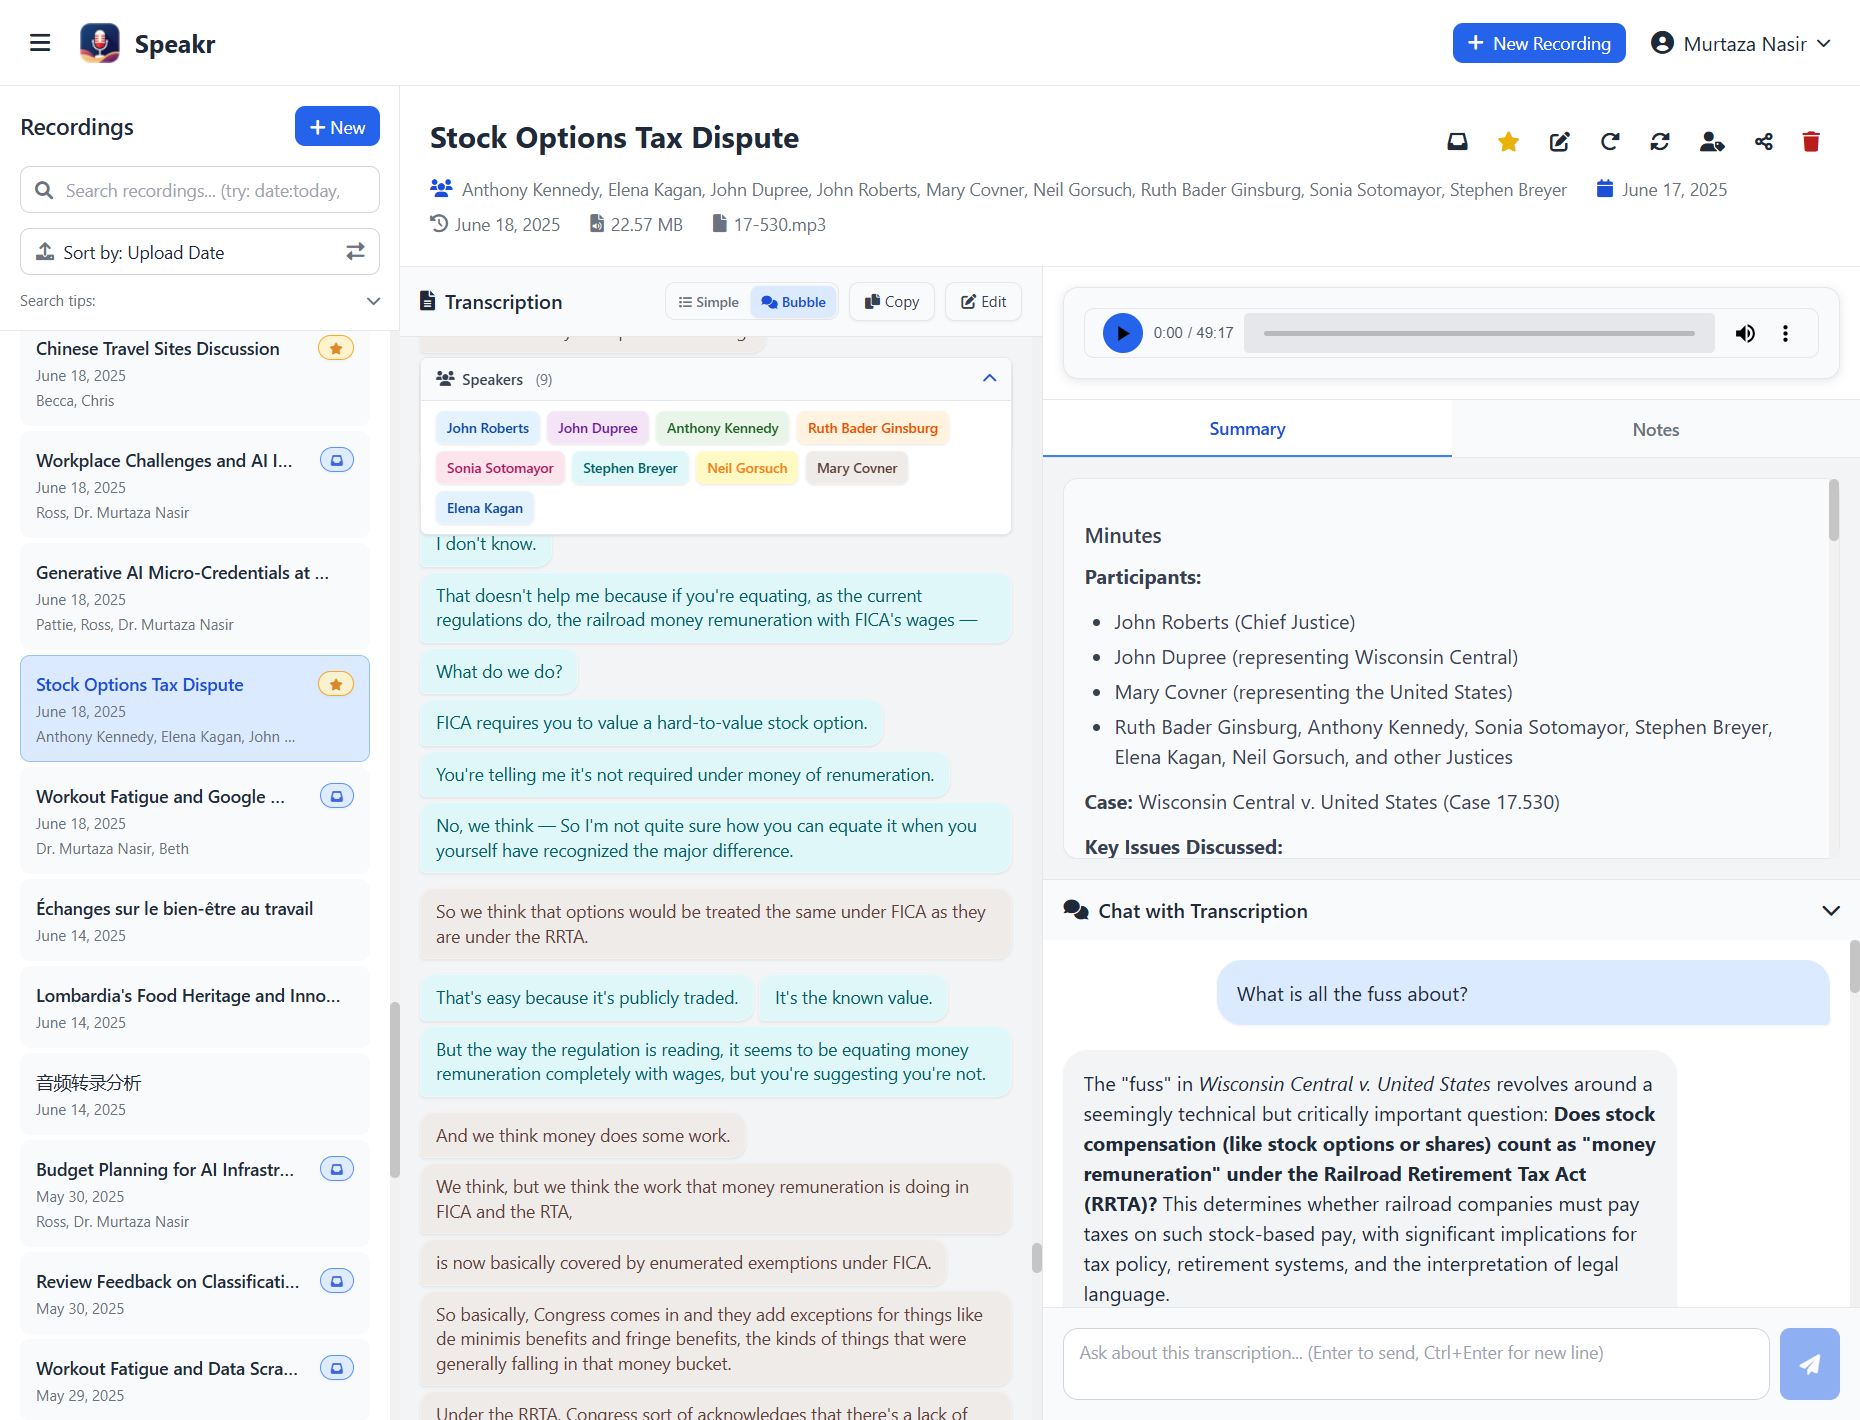 Speakr
New Recording
Murtaza Nasir
Recordings
New
Search recordings... (try: date:today,
Sort by: Upload Date
Search tips:
Chinese Travel Sites Discussion
June 18, 2025
Becca, Chris
Workplace Challenges and AI I...
June 18, 2025
Ross, Dr. Murtaza Nasir
Generative AI Micro-Credentials at ...
June 18, 2025
Pattie, Ross, Dr. Murtaza Nasir
Stock Options Tax Dispute
June 18, 2025
Anthony Kennedy, Elena Kagan, John ...
Workout Fatigue and Google ...
June 18, 2025
Dr. Murtaza Nasir, Beth
Échanges sur le bien-être au travail
June 14, 2025
Lombardia's Food Heritage and Inno...
June 14, 2025
音频转录分析
June 14, 2025
Budget Planning for AI Infrastr...
May 30, 2025
Ross, Dr. Murtaza Nasir
Review Feedback on Classificati...
May 30, 2025
Workout Fatigue and Data Scra...
May 29, 2025
Stock Options Tax Dispute
Anthony Kennedy, Elena Kagan, John Dupree, John Roberts, Mary Covner, Neil Gorsuch, Ruth Bader Ginsburg, Sonia Sotomayor, Stephen Breyer
June 17, 2025
June 18, 2025
22.57 MB
17-530.mp3
Transcription
Simple
Bubble
Copy
Edit
Speakers (9)
John Roberts
John Dupree
Anthony Kennedy
Ruth Bader Ginsburg
Sonia Sotomayor
Stephen Breyer
Neil Gorsuch
Mary Covner
Elena Kagan
I don't know.
That doesn't help me because if you're equating, as the current
regulations do, the railroad money remuneration with FICA's wages —
What do we do?
FICA requires you to value a hard-to-value stock option.
You're telling me it's not required under money of renumeration.
No, we think — So I'm not quite sure how you can equate it when you
yourself have recognized the major difference.
So we think that options would be treated the same under FICA as they
are under the RRTA.
That's easy because it's publicly traded.
It's the known value.
But the way the regulation is reading, it seems to be equating money
remuneration completely with wages, but you're suggesting you're not.
And we think money does some work.
We think, but we think the work that money remuneration is doing in
FICA and the RTA,
is now basically covered by enumerated exemptions under FICA.
So basically, Congress comes in and they add exceptions for things like
de minimis benefits and fringe benefits, the kinds of things that were
generally falling in that money bucket.
Under the RRTA, Congress sort of acknowledges that there's a lack of
0:00 / 49:17
Summary
Notes
Minutes
Participants:
John Roberts (Chief Justice)
John Dupree (representing Wisconsin Central)
Mary Covner (representing the United States)
Ruth Bader Ginsburg, Anthony Kennedy, Sonia Sotomayor, Stephen Breyer,
Elena Kagan, Neil Gorsuch, and other Justices
Case: Wisconsin Central v. United States (Case 17.530)
Key Issues Discussed:
Chat with Transcription
What is all the fuss about?
The "fuss" in Wisconsin Central v. United States revolves around a
seemingly technical but critically important question: Does stock
compensation (like stock options or shares) count as "money
remuneration" under the Railroad Retirement Tax Act
(RRTA)? This determines whether railroad companies must pay
taxes on such stock-based pay, with significant implications for
tax policy, retirement systems, and the interpretation of legal
language.
Ask about this transcription... (Enter to send, Ctrl+Enter for new line)